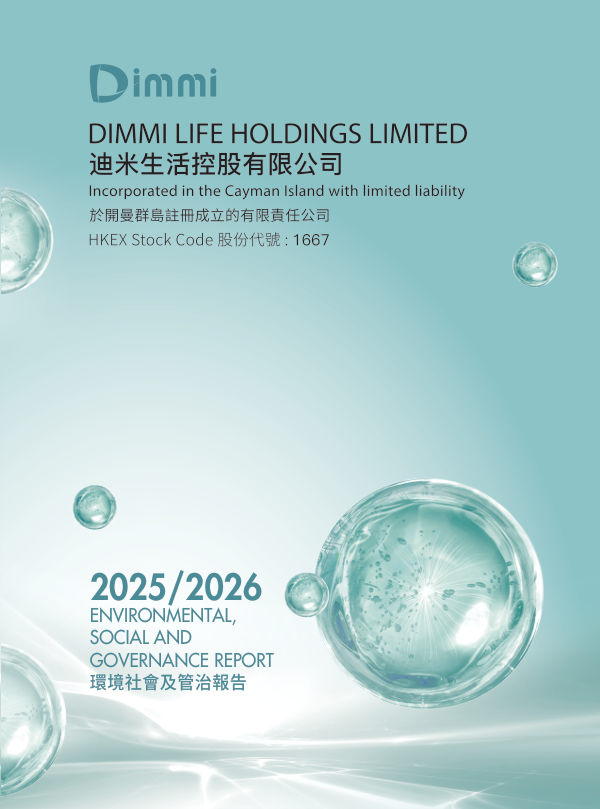 Dimmi
DIMMI LIFE HOLDINGS LIMITED
迪米生活控股有限公司
Incorporated in the Cayman Island with limited liability
於開曼群島註冊成立的有限責任公司
HKEX Stock Code 股份代號 : 1667
2025/2026
ENVIRONMENTAL,
SOCIAL AND
GOVERNANCE REPORT
環境社會及管治報告